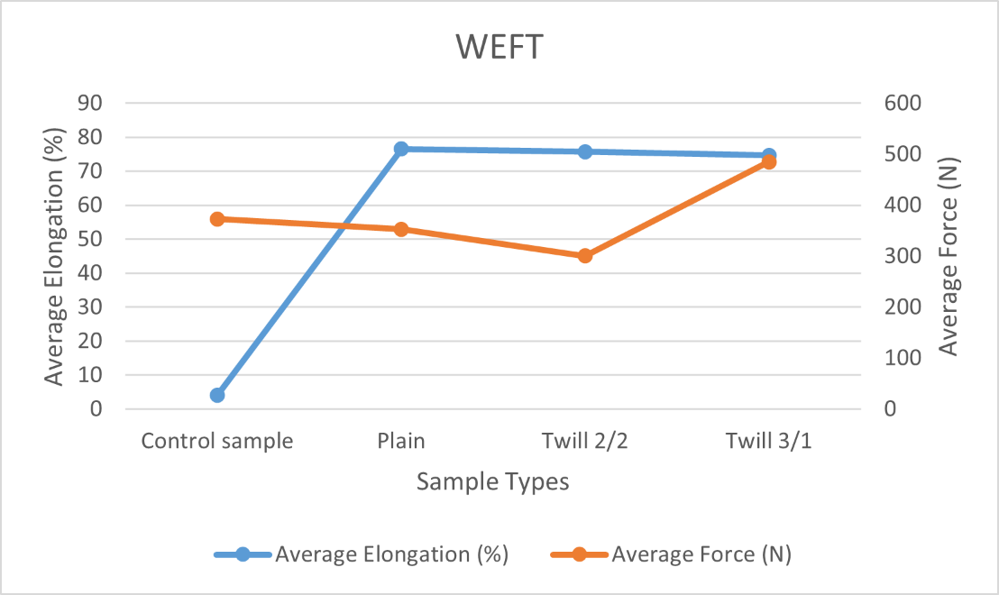 WEFT
90
80
70
60
50
40
30
20
10
0
Average Elongation (%)
600
500
400
300
200
100
0
Average Force (N)
Control sample
Plain
Twill 2/2
Twill 3/1
Sample Types
Average Elongation (%)
Average Force (N)